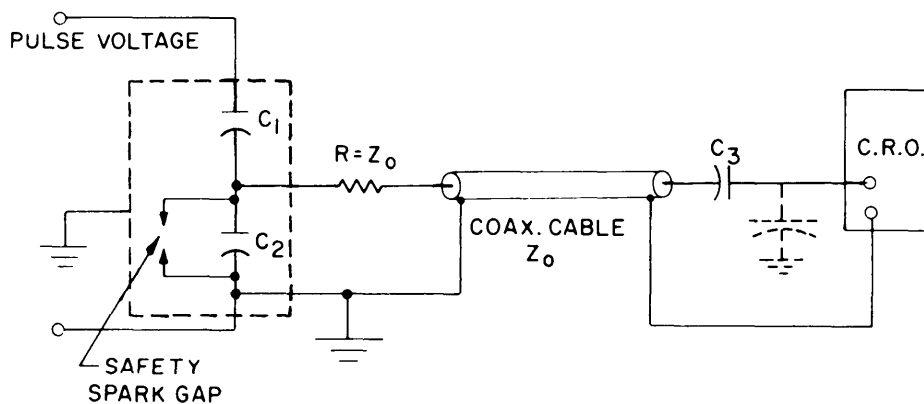 PULSE VOLTAGE
C1
R=Z0
C3
C.R.O.
C2
COAX. CABLE
Z0
SAFETY
SPARK GAP